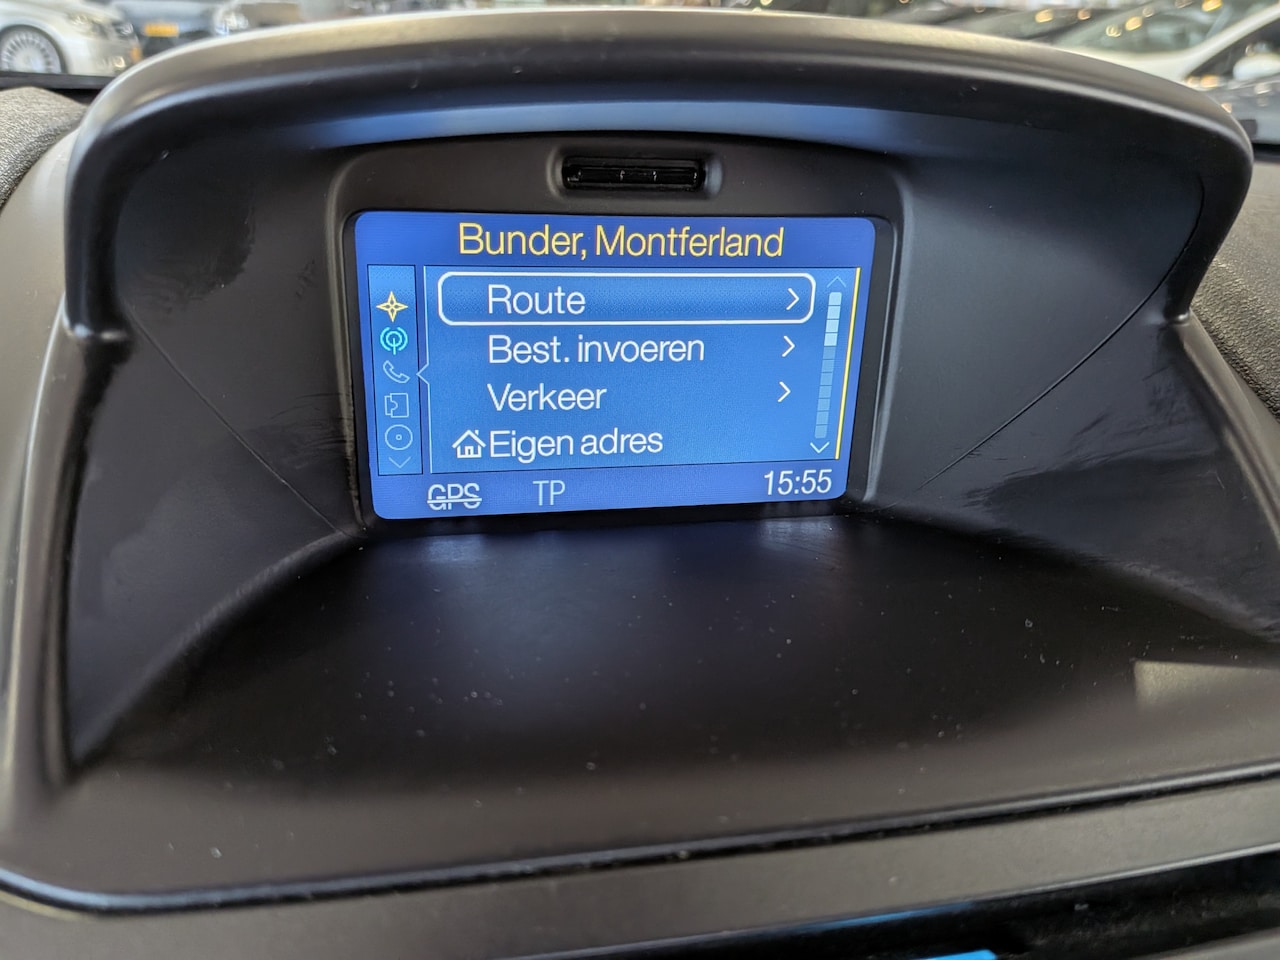 Bunder, Montferland
Route
Best. invoeren
Verkeer
Eigen adres
GPS TP 15:55